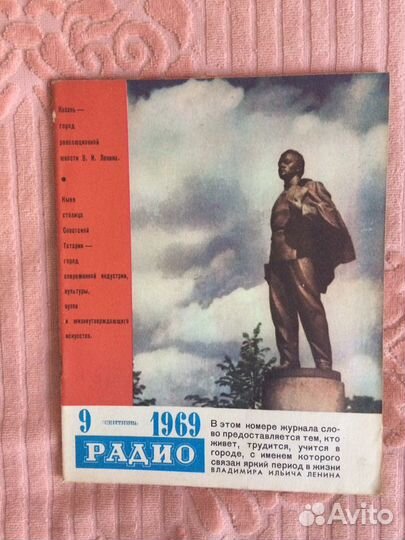 Казань —
город
революционной
юности В. И. Ленина.
•
Ныне
столица
Советской
Татарии —
город
современной индустрии,
культуры,
науки
и жизнеутверждающего
искусства.
9 СЕНТЯБРЬ 1969
РАДИО
В этом номере журнала сло-
во предоставляется тем, кто
живет, трудится, учится в
городе, с именем которого
связан яркий период в жизни
ВЛАДИМИРА ИЛЬИЧА ЛЕНИНА
Avito